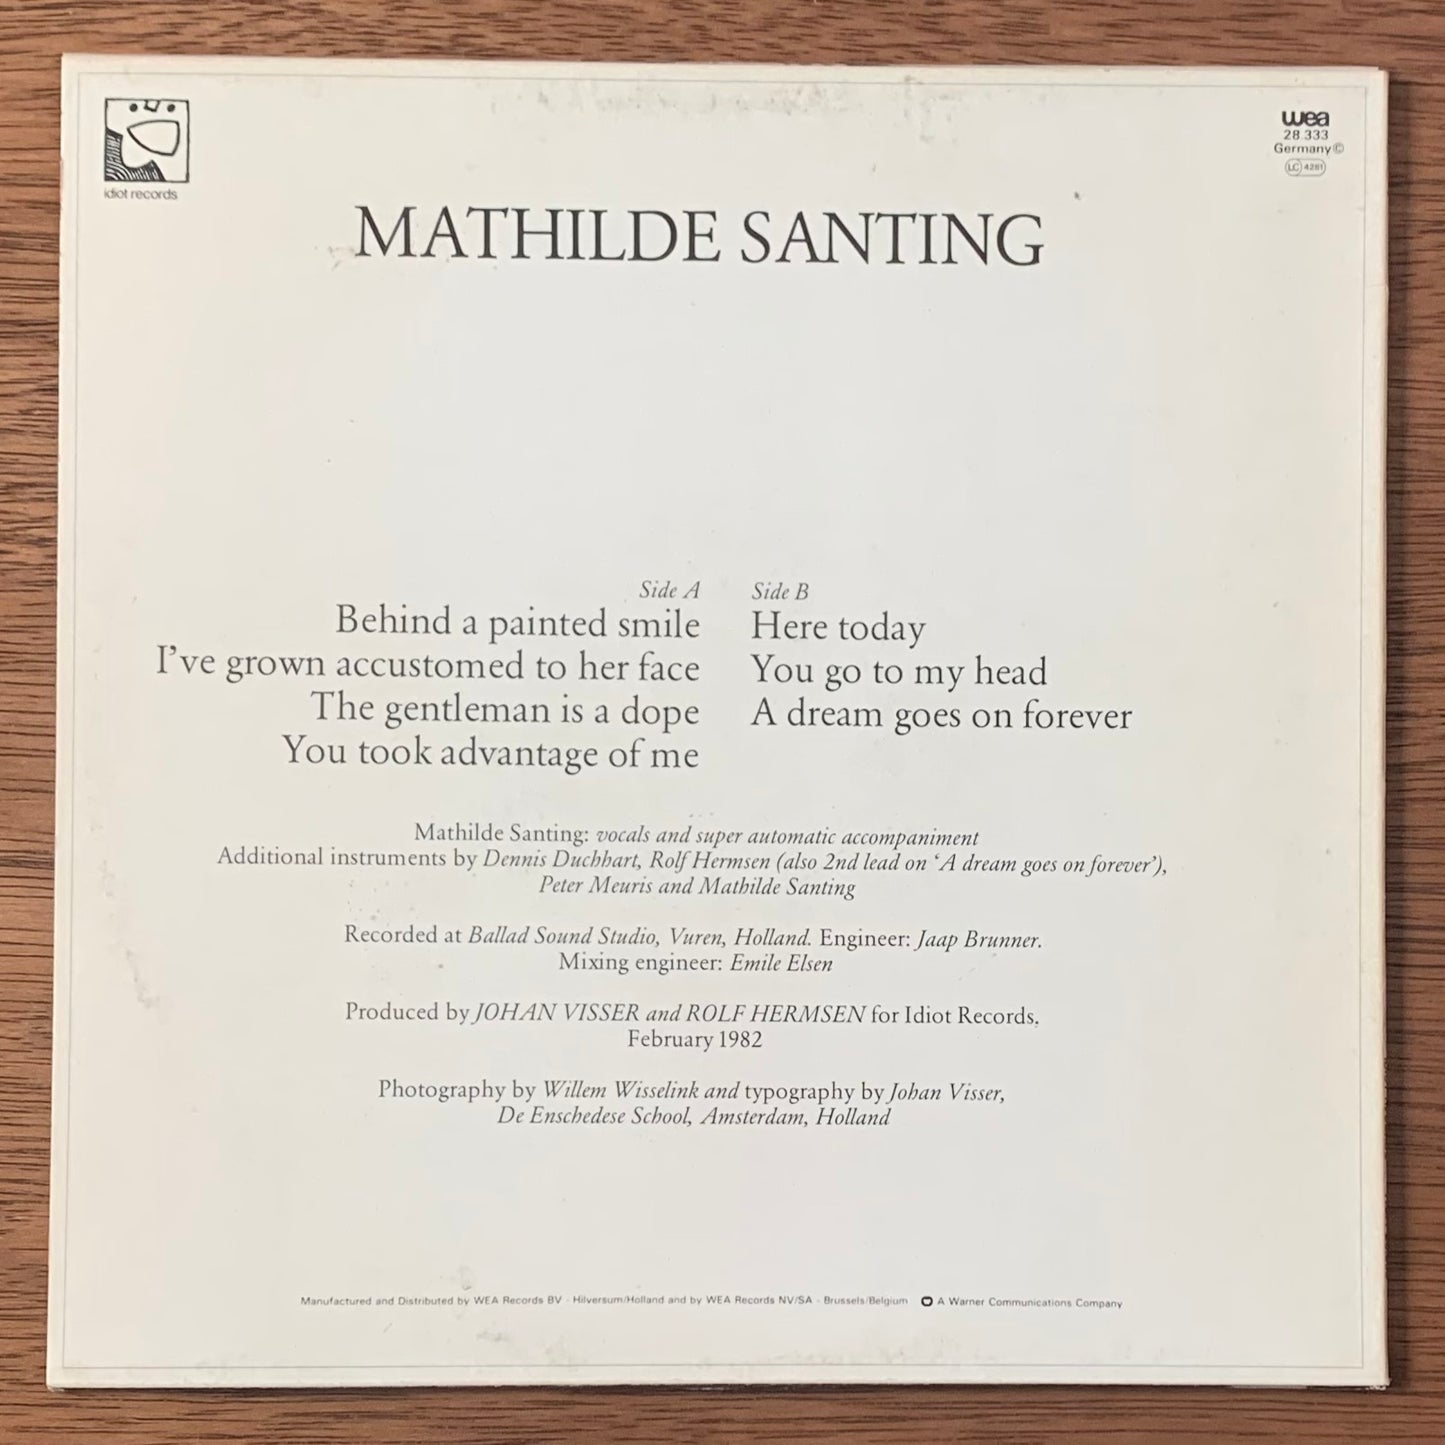 idiot records
wea
28.333
Germany ©
LC 4281
MATHILDE SANTING
Side A
Behind a painted smile
I've grown accustomed to her face
The gentleman is a dope
You took advantage of me
Side B
Here today
You go to my head
A dream goes on forever
Mathilde Santing: vocals and super automatic accompaniment
Additional instruments by Dennis Duchhart, Rolf Hermsen (also 2nd lead on ‘A dream goes on forever’),
Peter Meuris and Mathilde Santing
Recorded at Ballad Sound Studio, Vuren, Holland. Engineer: Jaap Brunner.
Mixing engineer: Emile Elsen
Produced by JOHAN VISSER and ROLF HERMSEN for Idiot Records.
February 1982
Photography by Willem Wisselink and typography by Johan Visser,
De Enschedese School, Amsterdam, Holland
Manufactured and Distributed by WEA Records BV · Hilversum/Holland and by WEA Records NV/SA · Brussels/Belgium A Warner Communications Company